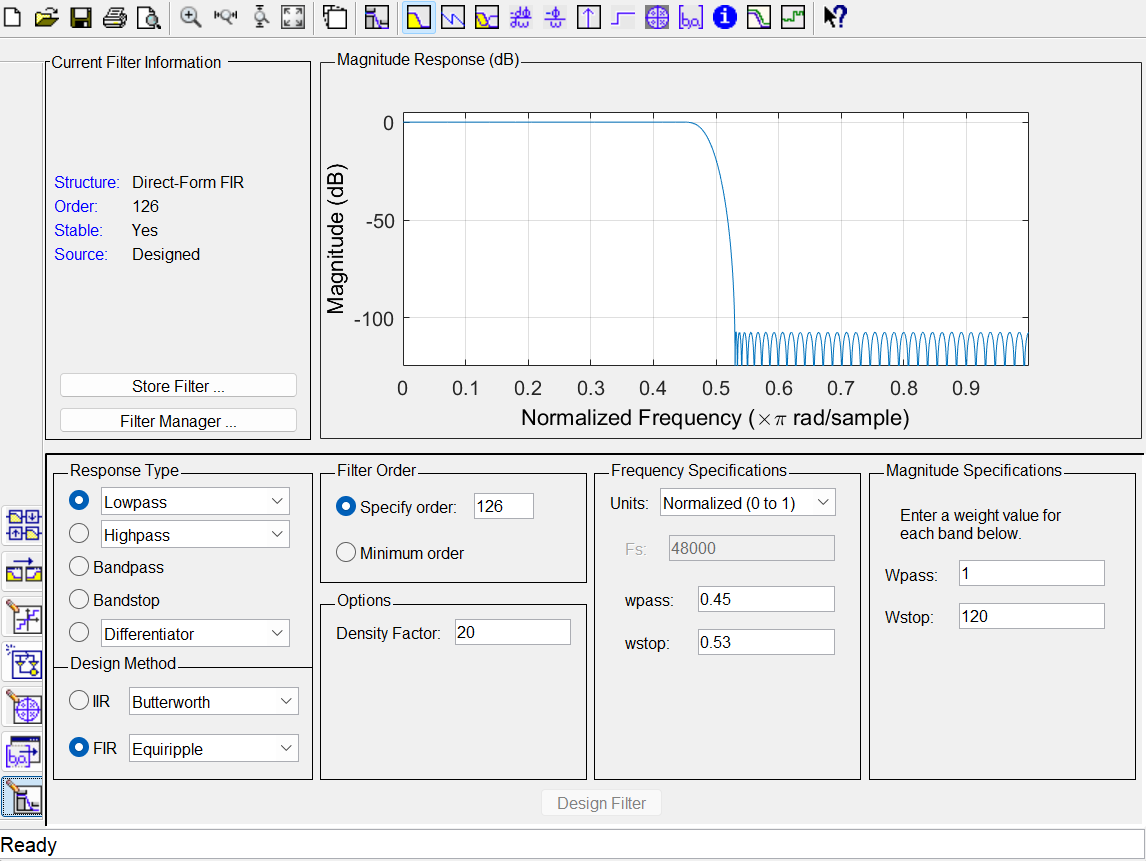 Current Filter Information
Structure: Direct-Form FIR
Order: 126
Stable: Yes
Source: Designed
Store Filter ...
Filter Manager ...
Magnitude Response (dB)
Magnitude (dB)
0
-50
-100
0 0.1 0.2 0.3 0.4 0.5 0.6 0.7 0.8 0.9
Normalized Frequency (×π rad/sample)
Response Type
Lowpass
Highpass
Bandpass
Bandstop
Differentiator
Design Method
IIR Butterworth
FIR Equiripple
Filter Order
Specify order: 126
Minimum order
Options
Density Factor: 20
Frequency Specifications
Units: Normalized (0 to 1)
Fs: 48000
wpass: 0.45
wstop: 0.53
Magnitude Specifications
Enter a weight value for
each band below.
Wpass: 1
Wstop: 120
Design Filter
Ready